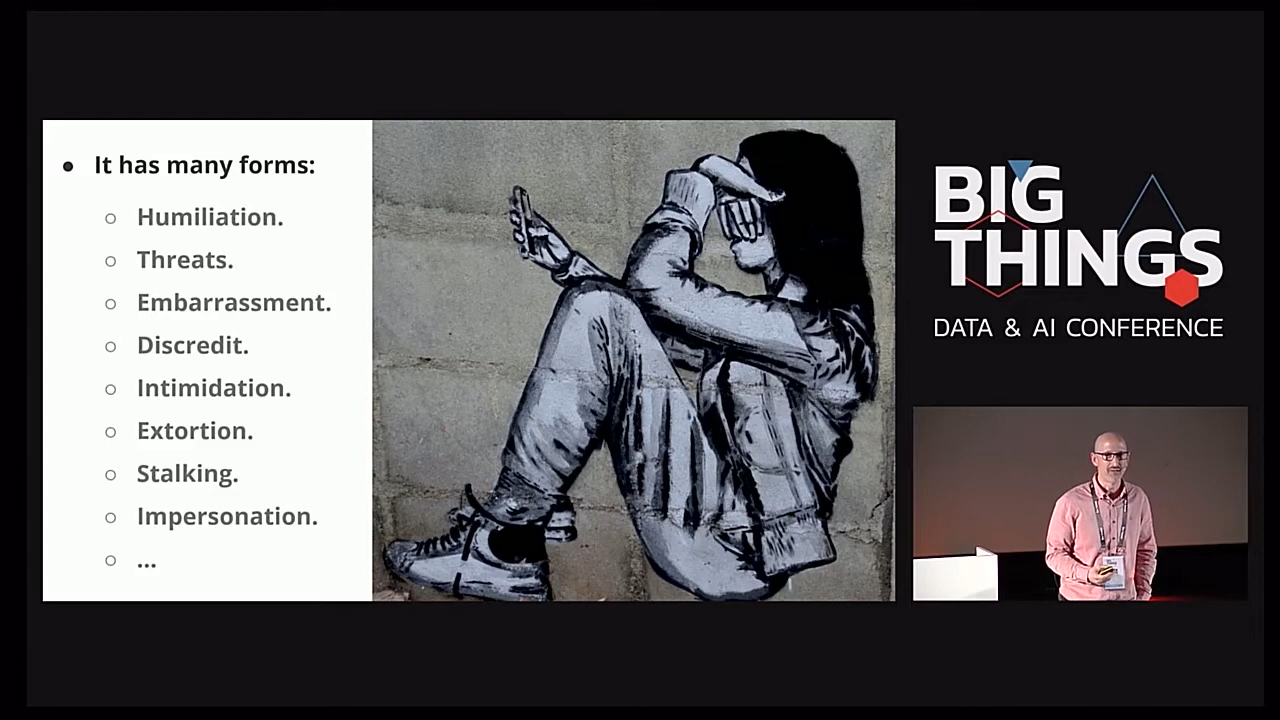 • It has many forms:
○ Humiliation.
○ Threats.
○ Embarrassment.
○ Discredit.
○ Intimidation.
○ Extortion.
○ Stalking.
○ Impersonation.
○ ...
BIG
THINGS
DATA & AI CONFERENCE